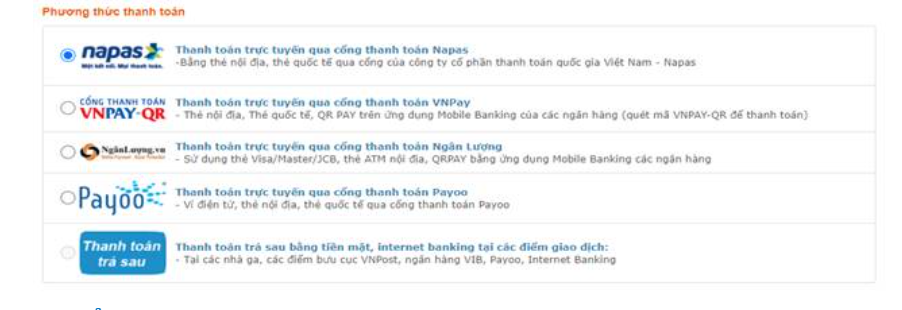 Phương thức thanh toán
napas
Một kết nối. Mọi thanh toán.
Thanh toán trực tuyến qua cổng thanh toán Napas
-Bằng thẻ nội địa, thẻ quốc tế qua cổng của công ty cổ phần thanh toán quốc gia Việt Nam - Napas
CỔNG THANH TOÁN
VNPAY-QR
Thanh toán trực tuyến qua cổng thanh toán VNPay
- Thẻ nội địa, Thẻ quốc tế, QR PAY trên ứng dụng Mobile Banking của các ngân hàng (quét mã VNPAY-QR để thanh toán)
NgânLượng.vn
Thanh toán trực tuyến qua cổng thanh toán Ngân Lượng
- Sử dụng thẻ Visa/Master/JCB, thẻ ATM nội địa, QRPAY bằng ứng dụng Mobile Banking các ngân hàng
Payoo
Thanh toán trực tuyến qua cổng thanh toán Payoo
- Ví điện tử, thẻ nội địa, thẻ quốc tế qua cổng thanh toán Payoo
Thanh toán
trả sau
Thanh toán trả sau bằng tiền mặt, internet banking tại các điểm giao dịch:
- Tại các nhà ga, các điểm bưu cục VNPost, ngân hàng VIB, Payoo, Internet Banking